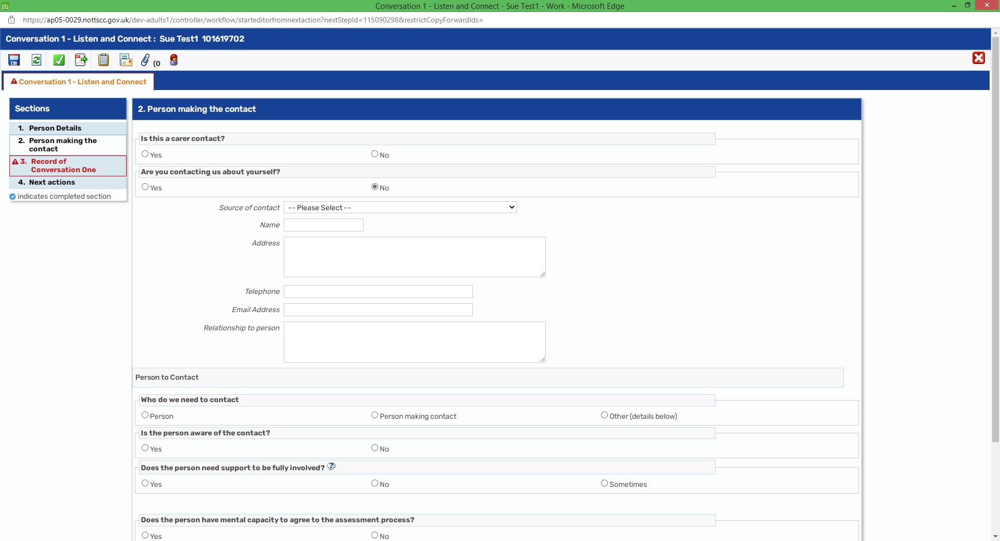 Conversation 1 - Listen and Connect - Sue Test1 - Work - Microsoft Edge
https://ap05-0029.nottscc.gov.uk/dev-adults1/controller/workflow/starteditorfromnextaction?nextStepId=115090298&restrictCopyForwardIds=
Conversation 1 - Listen and Connect : Sue Test1 101619702
(0
Conversation 1 - Listen and Connect
Sections
1. Person Details
2. Person making the
contact
3. Record of
Conversation One
4. Next actions
indicates completed section
2. Person making the contact
Is this a carer contact?
Yes No
Are you contacting us about yourself?
Yes No
Source of contact -- Please Select --
Name
Address
Telephone
Email Address
Relationship to person
Person to Contact
Who do we need to contact
Person Person making contact Other (details below)
Is the person aware of the contact?
Yes No
Does the person need support to be fully involved?
Yes No Sometimes
Does the person have mental capacity to agree to the assessment process?
Yes No